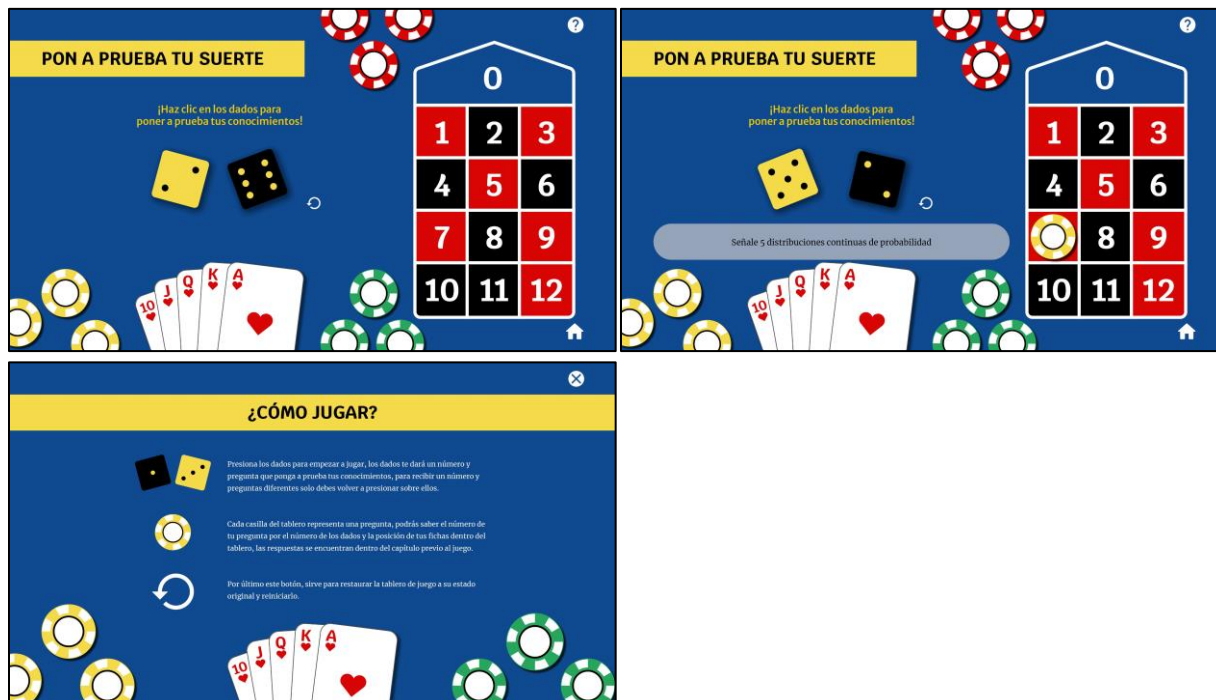 PON A PRUEBA TU SUERTE
¡Haz clic en los dados para
poner a prueba tus conocimientos!
?
0
1 2 3
4 5 6
7 8 9
10 11 12
10 J Q K A
PON A PRUEBA TU SUERTE
¡Haz clic en los dados para
poner a prueba tus conocimientos!
Señale 5 distribuciones continuas de probabilidad
?
0
1 2 3
4 5 6
8 9
10 11 12
10 J Q K A
¿CÓMO JUGAR?
Presiona los dados para empezar a jugar, los dados te dará un número y
pregunta que ponga a prueba tus conocimientos, para recibir un número y
preguntas diferentes solo debes volver a presionar sobre ellos.
Cada casilla del tablero representa una pregunta, podrás saber el número de
tu pregunta por el número de los dados y la posición de tus fichas dentro del
tablero, las respuestas se encuentran dentro del capítulo previo al juego.
Por último este botón, sirve para restaurar la tablero de juego a su estado
original y reiniciarlo.
10 J Q K A